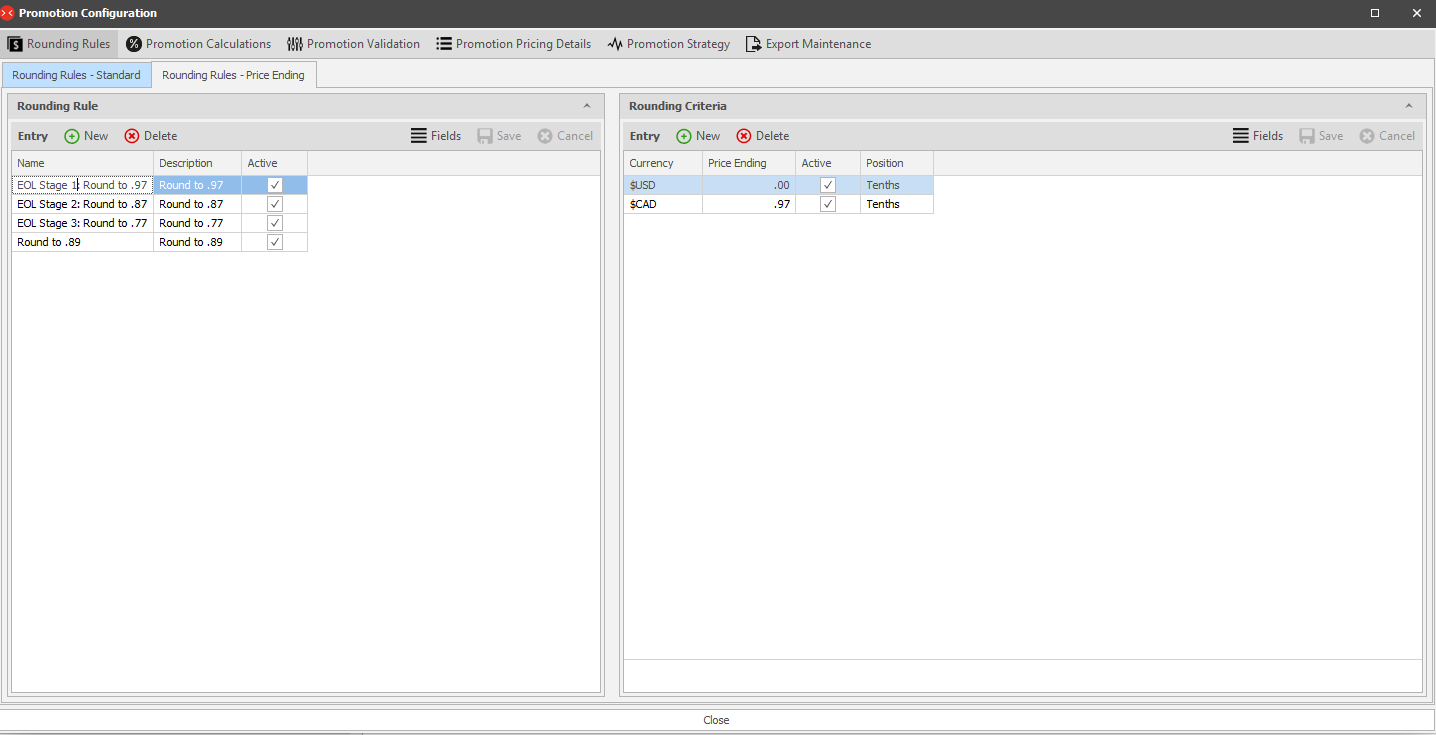 Promotion Configuration
Rounding Rules Promotion Calculations Promotion Validation Promotion Pricing Details Promotion Strategy Export Maintenance
Rounding Rules - Standard Rounding Rules - Price Ending
Rounding Rule
Entry New Delete Fields Save Cancel
Name Description Active
EOL Stage 1: Round to .97 Round to .97
EOL Stage 2: Round to .87 Round to .87
EOL Stage 3: Round to .77 Round to .77
Round to .89 Round to .89
Rounding Criteria
Entry New Delete Fields Save Cancel
Currency Price Ending Active Position
$USD .00 Tenths
$CAD .97 Tenths
Close